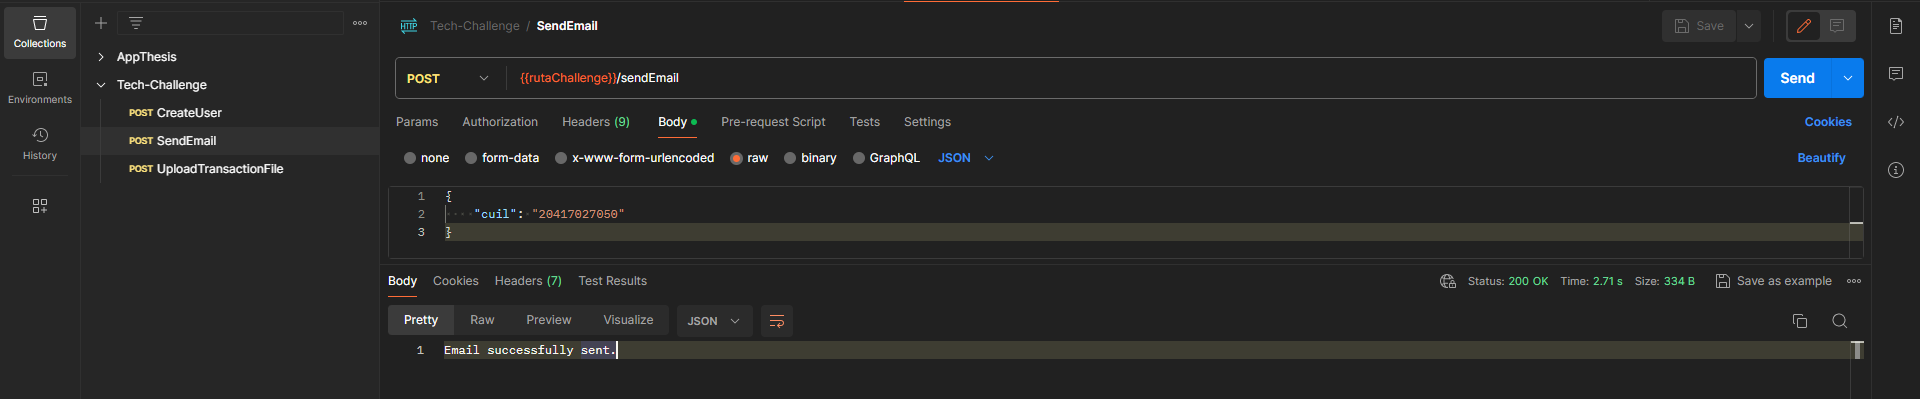 Collections
Environments
History
AppThesis
Tech-Challenge
POST CreateUser
POST SendEmail
POST UploadTransactionFIle
HTTP Tech-Challenge / SendEmail
Save
POST {{rutaChallenge}}/sendEmail
Send
Params Authorization Headers (9) Body Pre-request Script Tests Settings Cookies
none form-data x-www-form-urlencoded raw binary GraphQL JSON Beautify
1 {
2 "cuil": "20417027050"
3 }
Body Cookies Headers (7) Test Results Status: 200 OK Time: 2.71 s Size: 334 B Save as example
Pretty Raw Preview Visualize JSON
1 Email successfully sent.